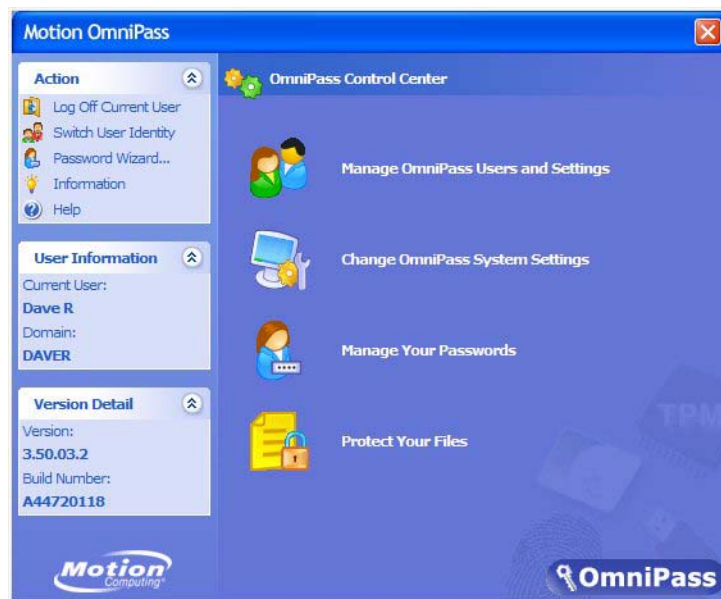 Motion OmniPass
Action
Log Off Current User
Switch User Identity
Password Wizard...
Information
Help
User Information
Current User:
Dave R
Domain:
DAVER
Version Detail
Version:
3.50.03.2
Build Number:
A44720118
Motion
Computing®
OmniPass Control Center
Manage OmniPass Users and Settings
Change OmniPass System Settings
Manage Your Passwords
Protect Your Files
TPM
OmniPass